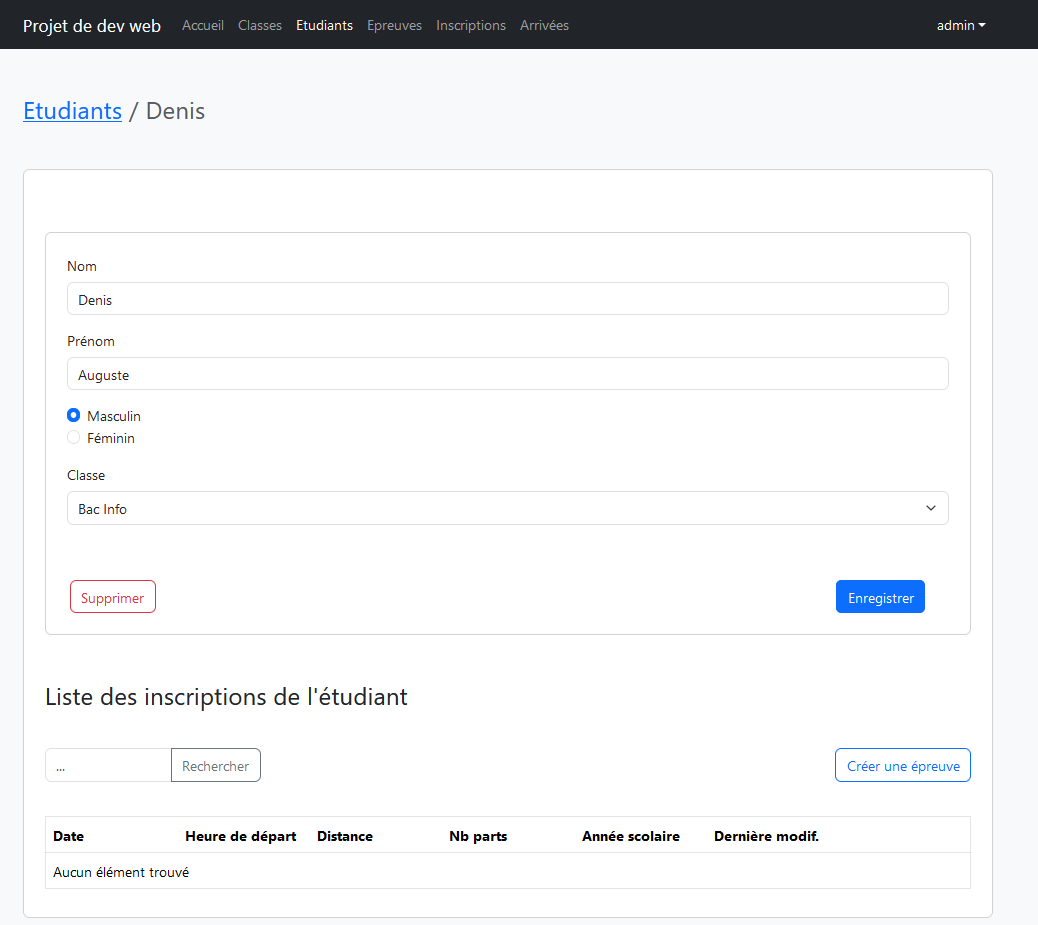 Projet de dev web Accueil Classes Etudiants Epreuves Inscriptions Arrivées admin
Etudiants / Denis
Nom
Denis
Prénom
Auguste
Masculin
Féminin
Classe
Bac Info
Supprimer Enregistrer
Liste des inscriptions de l'étudiant
... Rechercher Créer une épreuve
Date Heure de départ Distance Nb parts Année scolaire Dernière modif.
Aucun élément trouvé